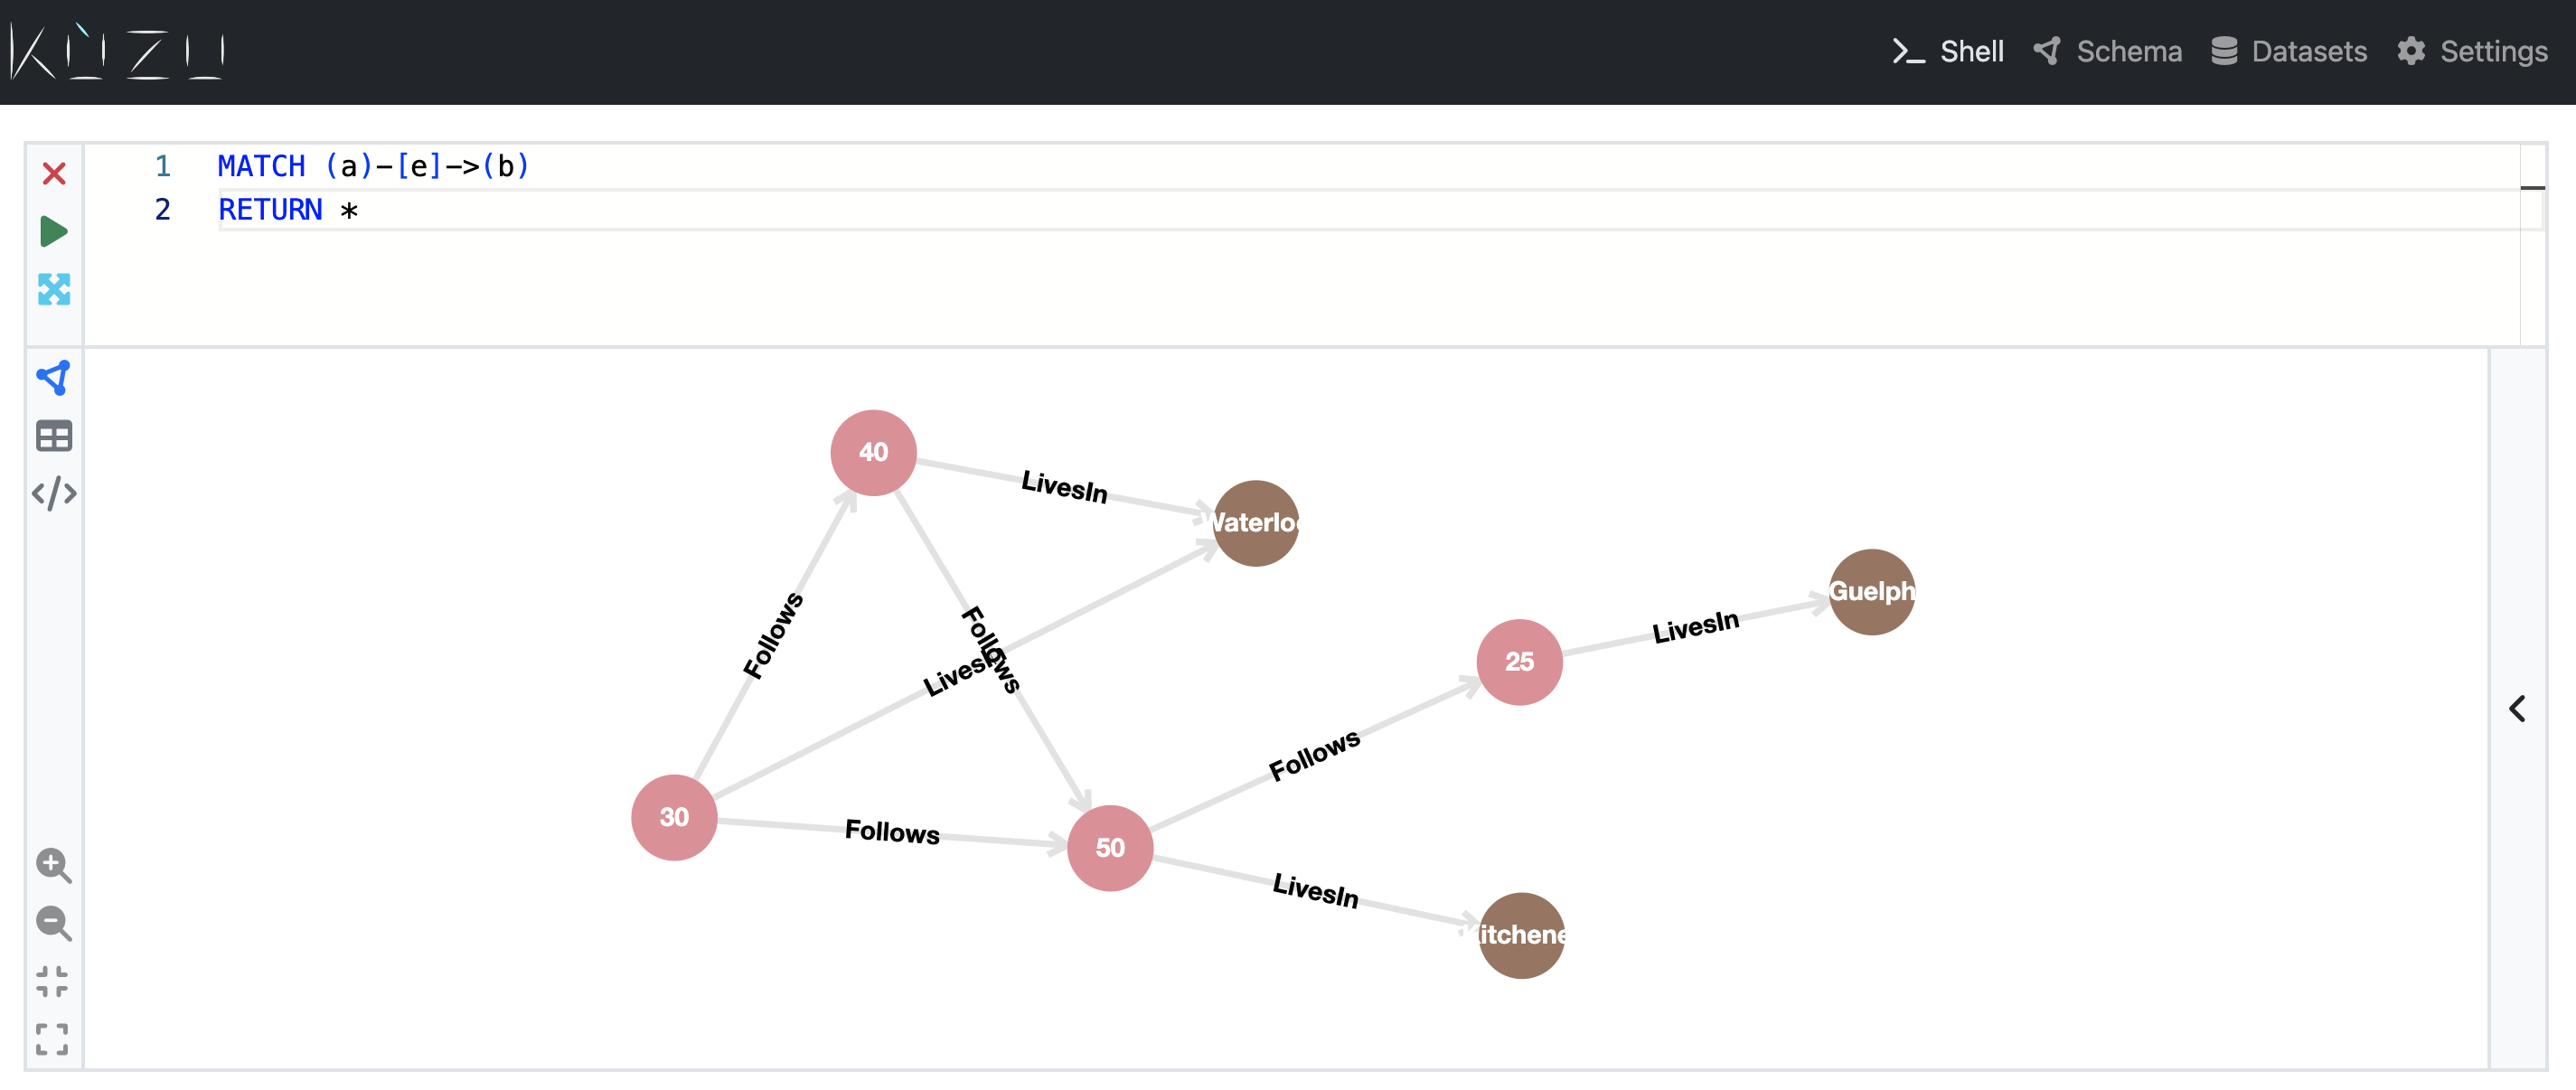 KÙZU
Shell Schema Datasets Settings
1 MATCH (a)-[e]->(b)
2 RETURN *
40
LivesIn
Waterloo
Guelph
Follows
Follows
LivesIn
25
LivesIn
Follows
30
Follows
50
LivesIn
Kitchene